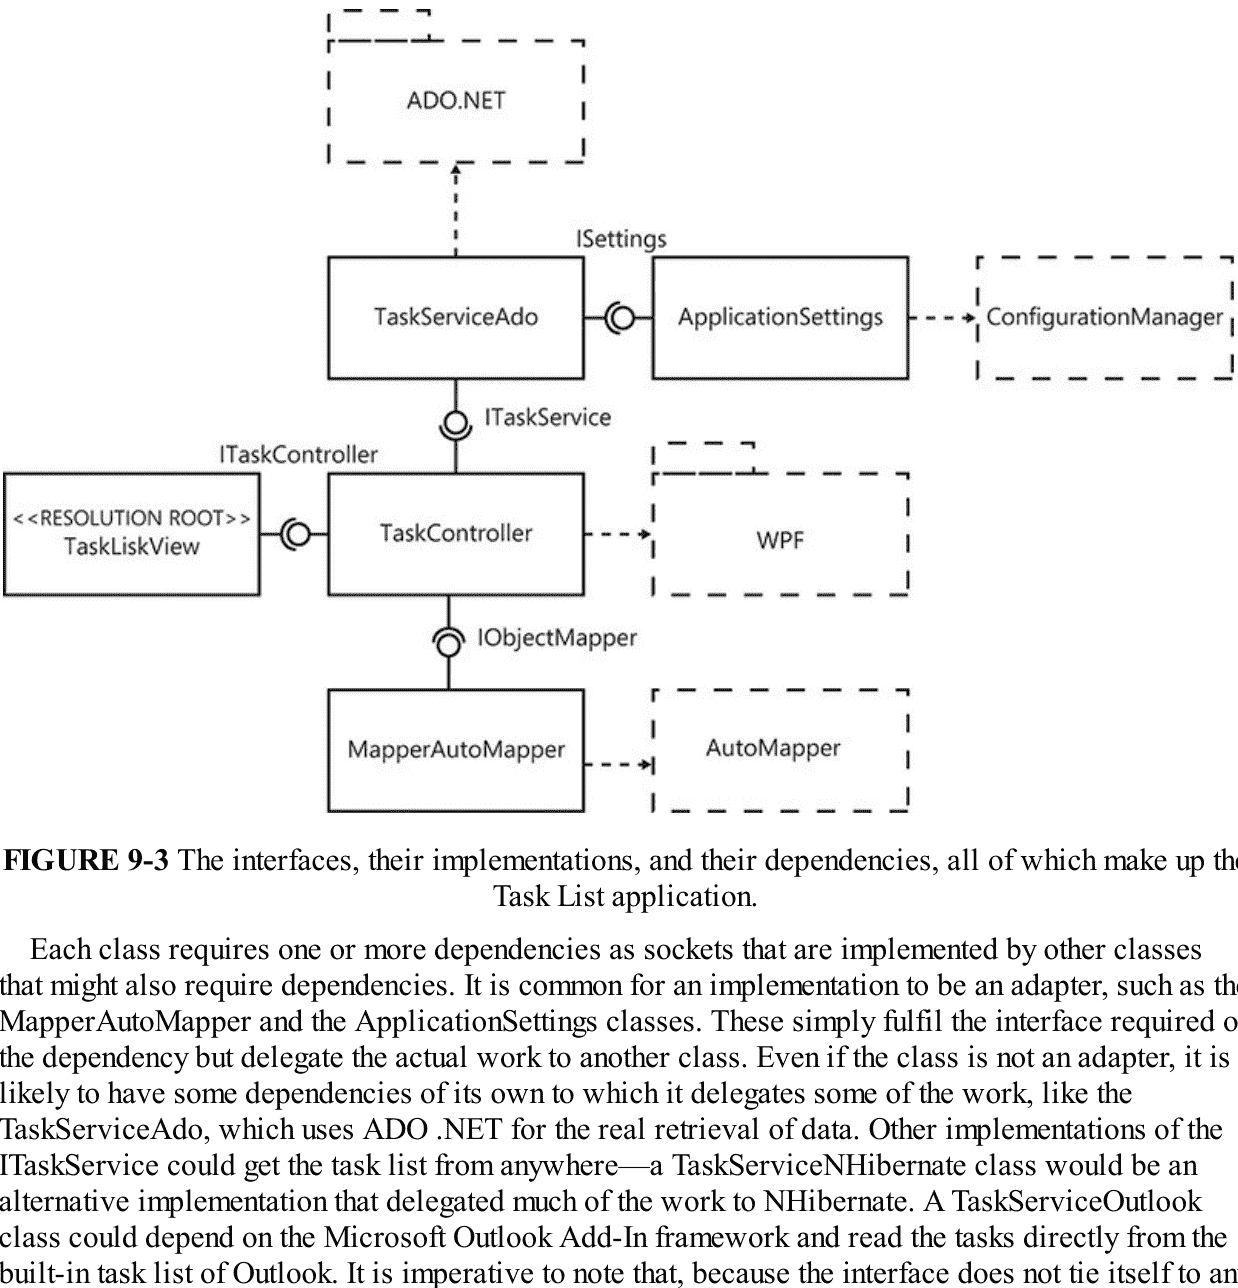 ADO.NET
ISettings
TaskServiceAdo
ApplicationSettings
ConfigurationManager
ITaskService
ITaskController
<<RESOLUTION ROOT>>
TaskLiskView
TaskController
WPF
IObjectMapper
MapperAutoMapper
AutoMapper
FIGURE 9-3 The interfaces, their implementations, and their dependencies, all of which make up the
Task List application.
Each class requires one or more dependencies as sockets that are implemented by other classes
that might also require dependencies. It is common for an implementation to be an adapter, such as the
MapperAutoMapper and the ApplicationSettings classes. These simply fulfil the interface required o
the dependency but delegate the actual work to another class. Even if the class is not an adapter, it is
likely to have some dependencies of its own to which it delegates some of the work, like the
TaskServiceAdo, which uses ADO .NET for the real retrieval of data. Other implementations of the
ITaskService could get the task list from anywhere—a TaskServiceNHibernate class would be an
alternative implementation that delegated much of the work to NHibernate. A TaskServiceOutlook
class could depend on the Microsoft Outlook Add-In framework and read the tasks directly from the
built-in task list of Outlook. It is imperative to note that, because the interface does not tie itself to an